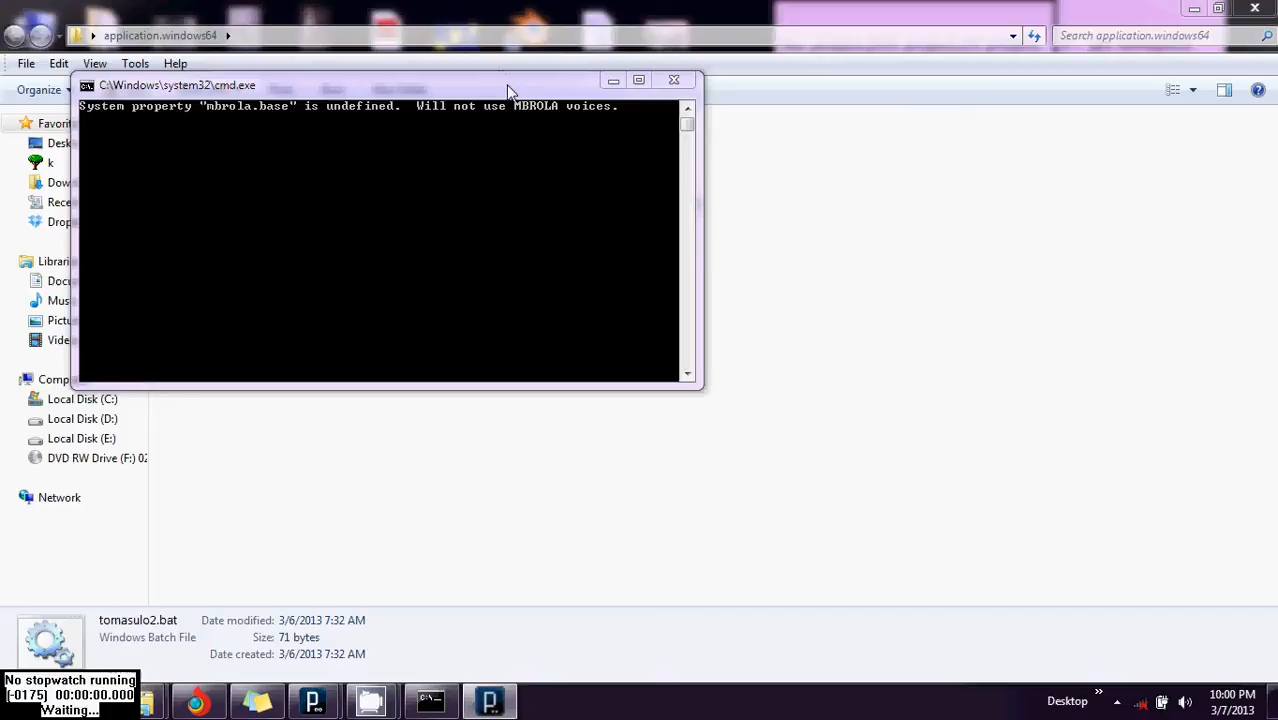 application.windows64
Search application.windows64
File Edit View Tools Help
C:\Windows\system32\cmd.exe
Organize
System property "mbrola.base" is undefined. Will not use MBROLA voices.
Favori
Desk
k
Dow
Rece
Drop
Librari
Docu
Musi
Pictu
Vide
Comp
Local Disk (C:)
Local Disk (D:)
Local Disk (E:)
DVD RW Drive (F:) 02
Network
tomasulo2.bat Date modified: 3/6/2013 7:32 AM
Windows Batch File Size: 71 bytes
Date created: 3/6/2013 7:32 AM
No stopwatch running
[-0175] 00:00:00.000
Waiting...
Desktop
10:00 PM
3/7/2013